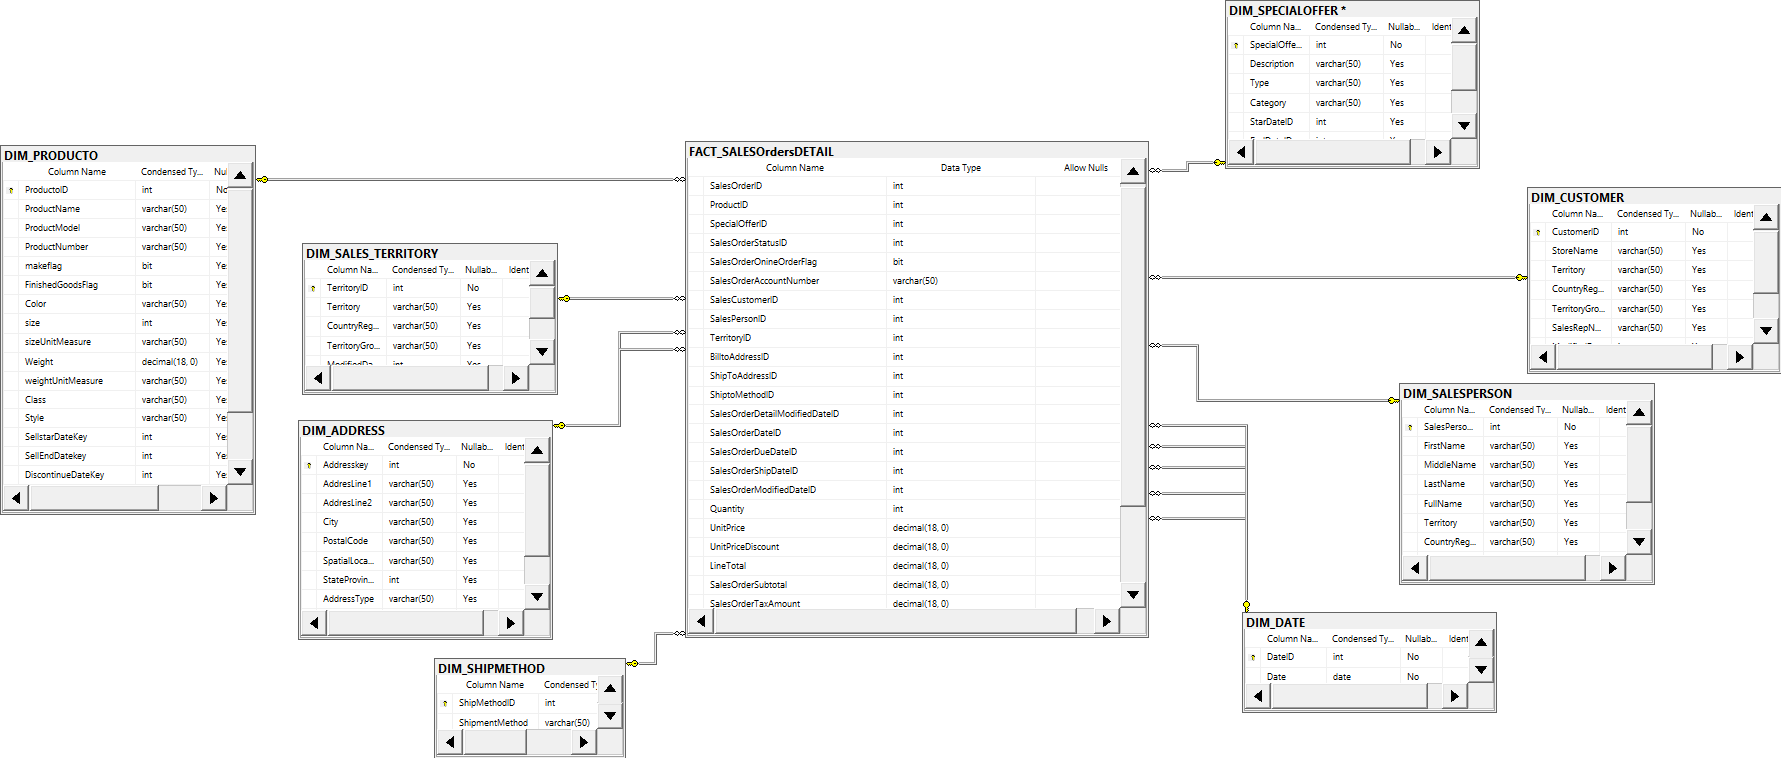 DIM_SPECIALOFFER *
Column Na... Condensed Ty... Nullab... Ident
SpecialOffe... int No
Description varchar(50) Yes
Type varchar(50) Yes
Category varchar(50) Yes
StarDateID int Yes
DIM_PRODUCTO
Column Name Condensed Ty... Nul
ProductoID int No
ProductName varchar(50) Ye
ProductModel varchar(50) Ye
ProductNumber varchar(50) Ye
makeflag bit Ye
FinishedGoodsFlag bit Ye
Color varchar(50) Ye
size int Ye
sizeUnitMeasure varchar(50) Ye
Weight decimal(18, 0) Ye
weightUnitMeasure varchar(50) Ye
Class varchar(50) Ye
Style varchar(50) Ye
SellstarDateKey int Ye
SellEndDatekey int Ye
DiscontinueDateKey int Ye
DIM_SALES_TERRITORY
Column Na... Condensed Ty... Nullab... Ident
TerritoryID int No
Territory varchar(50) Yes
CountryReg... varchar(50) Yes
TerritoryGro... varchar(50) Yes
ModifiedDa... int Yes
DIM_ADDRESS
Column Na... Condensed Ty... Nullab... Ident
Addresskey int No
AddresLine1 varchar(50) Yes
AddresLine2 varchar(50) Yes
City varchar(50) Yes
PostalCode varchar(50) Yes
SpatialLoca... varchar(50) Yes
StateProvin... int Yes
AddressType varchar(50) Yes
DIM_SHIPMETHOD
Column Name Condensed Ty
ShipMethodID int
ShipmentMethod varchar(50)
FACT_SALESOrdersDETAIL
Column Name Data Type Allow Nulls
SalesOrderID int
ProductID int
SpecialOfferID int
SalesOrderStatusID int
SalesOrderOnineOrderFlag bit
SalesOrderAccountNumber varchar(50)
SalesCustomerID int
SalesPersonID int
TerritoryID int
BilltoAddressID int
ShipToAddressID int
ShiptoMethodID int
SalesOrderDetailModifiedDateID int
SalesOrderDateID int
SalesOrderDueDateID int
SalesOrderShipDateID int
SalesOrderModifiedDateID int
Quantity int
UnitPrice decimal(18, 0)
UnitPriceDiscount decimal(18, 0)
LineTotal decimal(18, 0)
SalesOrderSubtotal decimal(18, 0)
SalesOrderTaxAmount decimal(18, 0)
DIM_CUSTOMER
Column Na... Condensed Ty... Nullab... Ident
CustomerID int No
StoreName varchar(50) Yes
Territory varchar(50) Yes
CountryReg... varchar(50) Yes
TerritoryGro... varchar(50) Yes
SalesRepN... varchar(50) Yes
DIM_SALESPERSON
Column Na... Condensed Ty... Nullab... Ident
SalesPerso... int No
FirstName varchar(50) Yes
MiddleName varchar(50) Yes
LastName varchar(50) Yes
FullName varchar(50) Yes
Territory varchar(50) Yes
CountryReg... varchar(50) Yes
DIM_DATE
Column Na... Condensed Ty... Nullab... Ident
DateID int No
Date date No